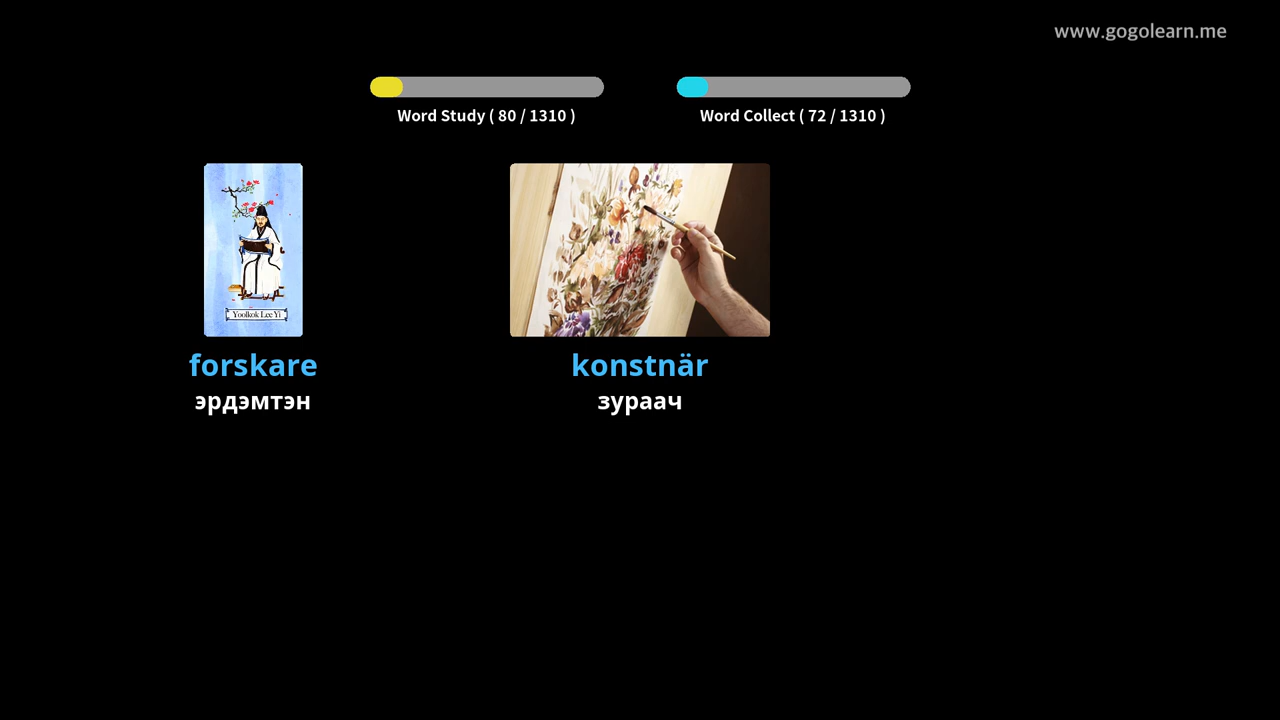 www.gogolearn.me
Word Study ( 80 / 1310 )
Word Collect ( 72 / 1310 )
Yoolkok Lee Yi
forskare
эрдэмтэн
konstnär
зураач